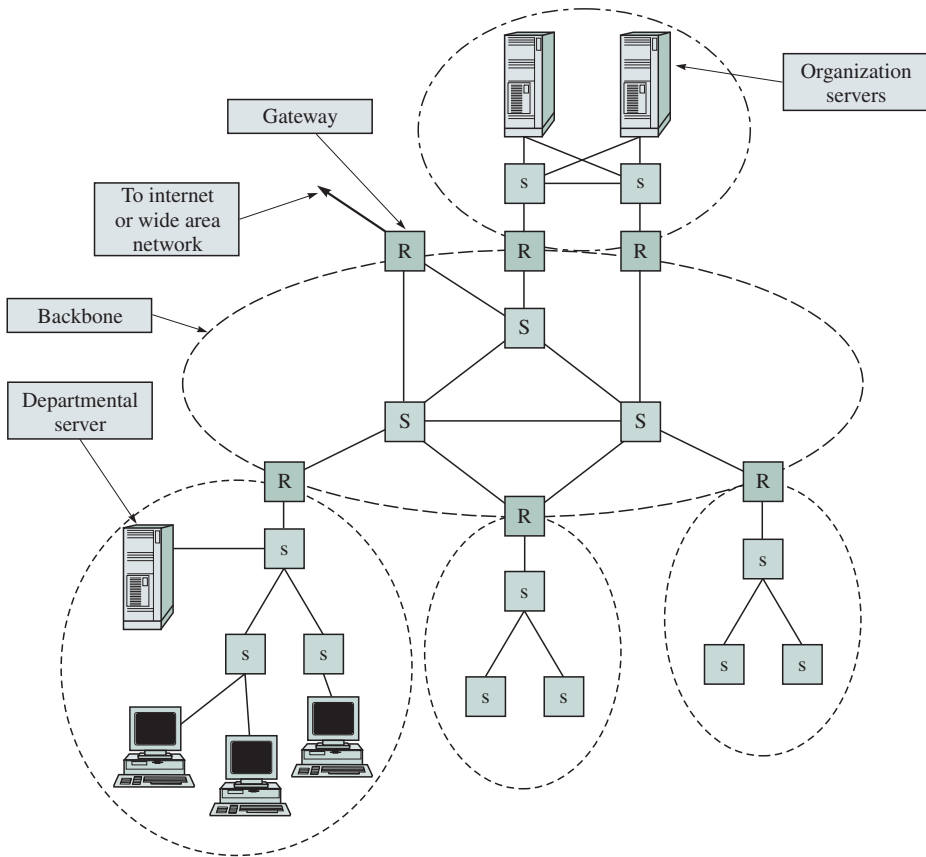 Organization
servers
Gateway
To internet
or wide area
network
s s
R R R
Backbone
S
Departmental
server
S S
R R R
s
s
s
s s
s s
s s